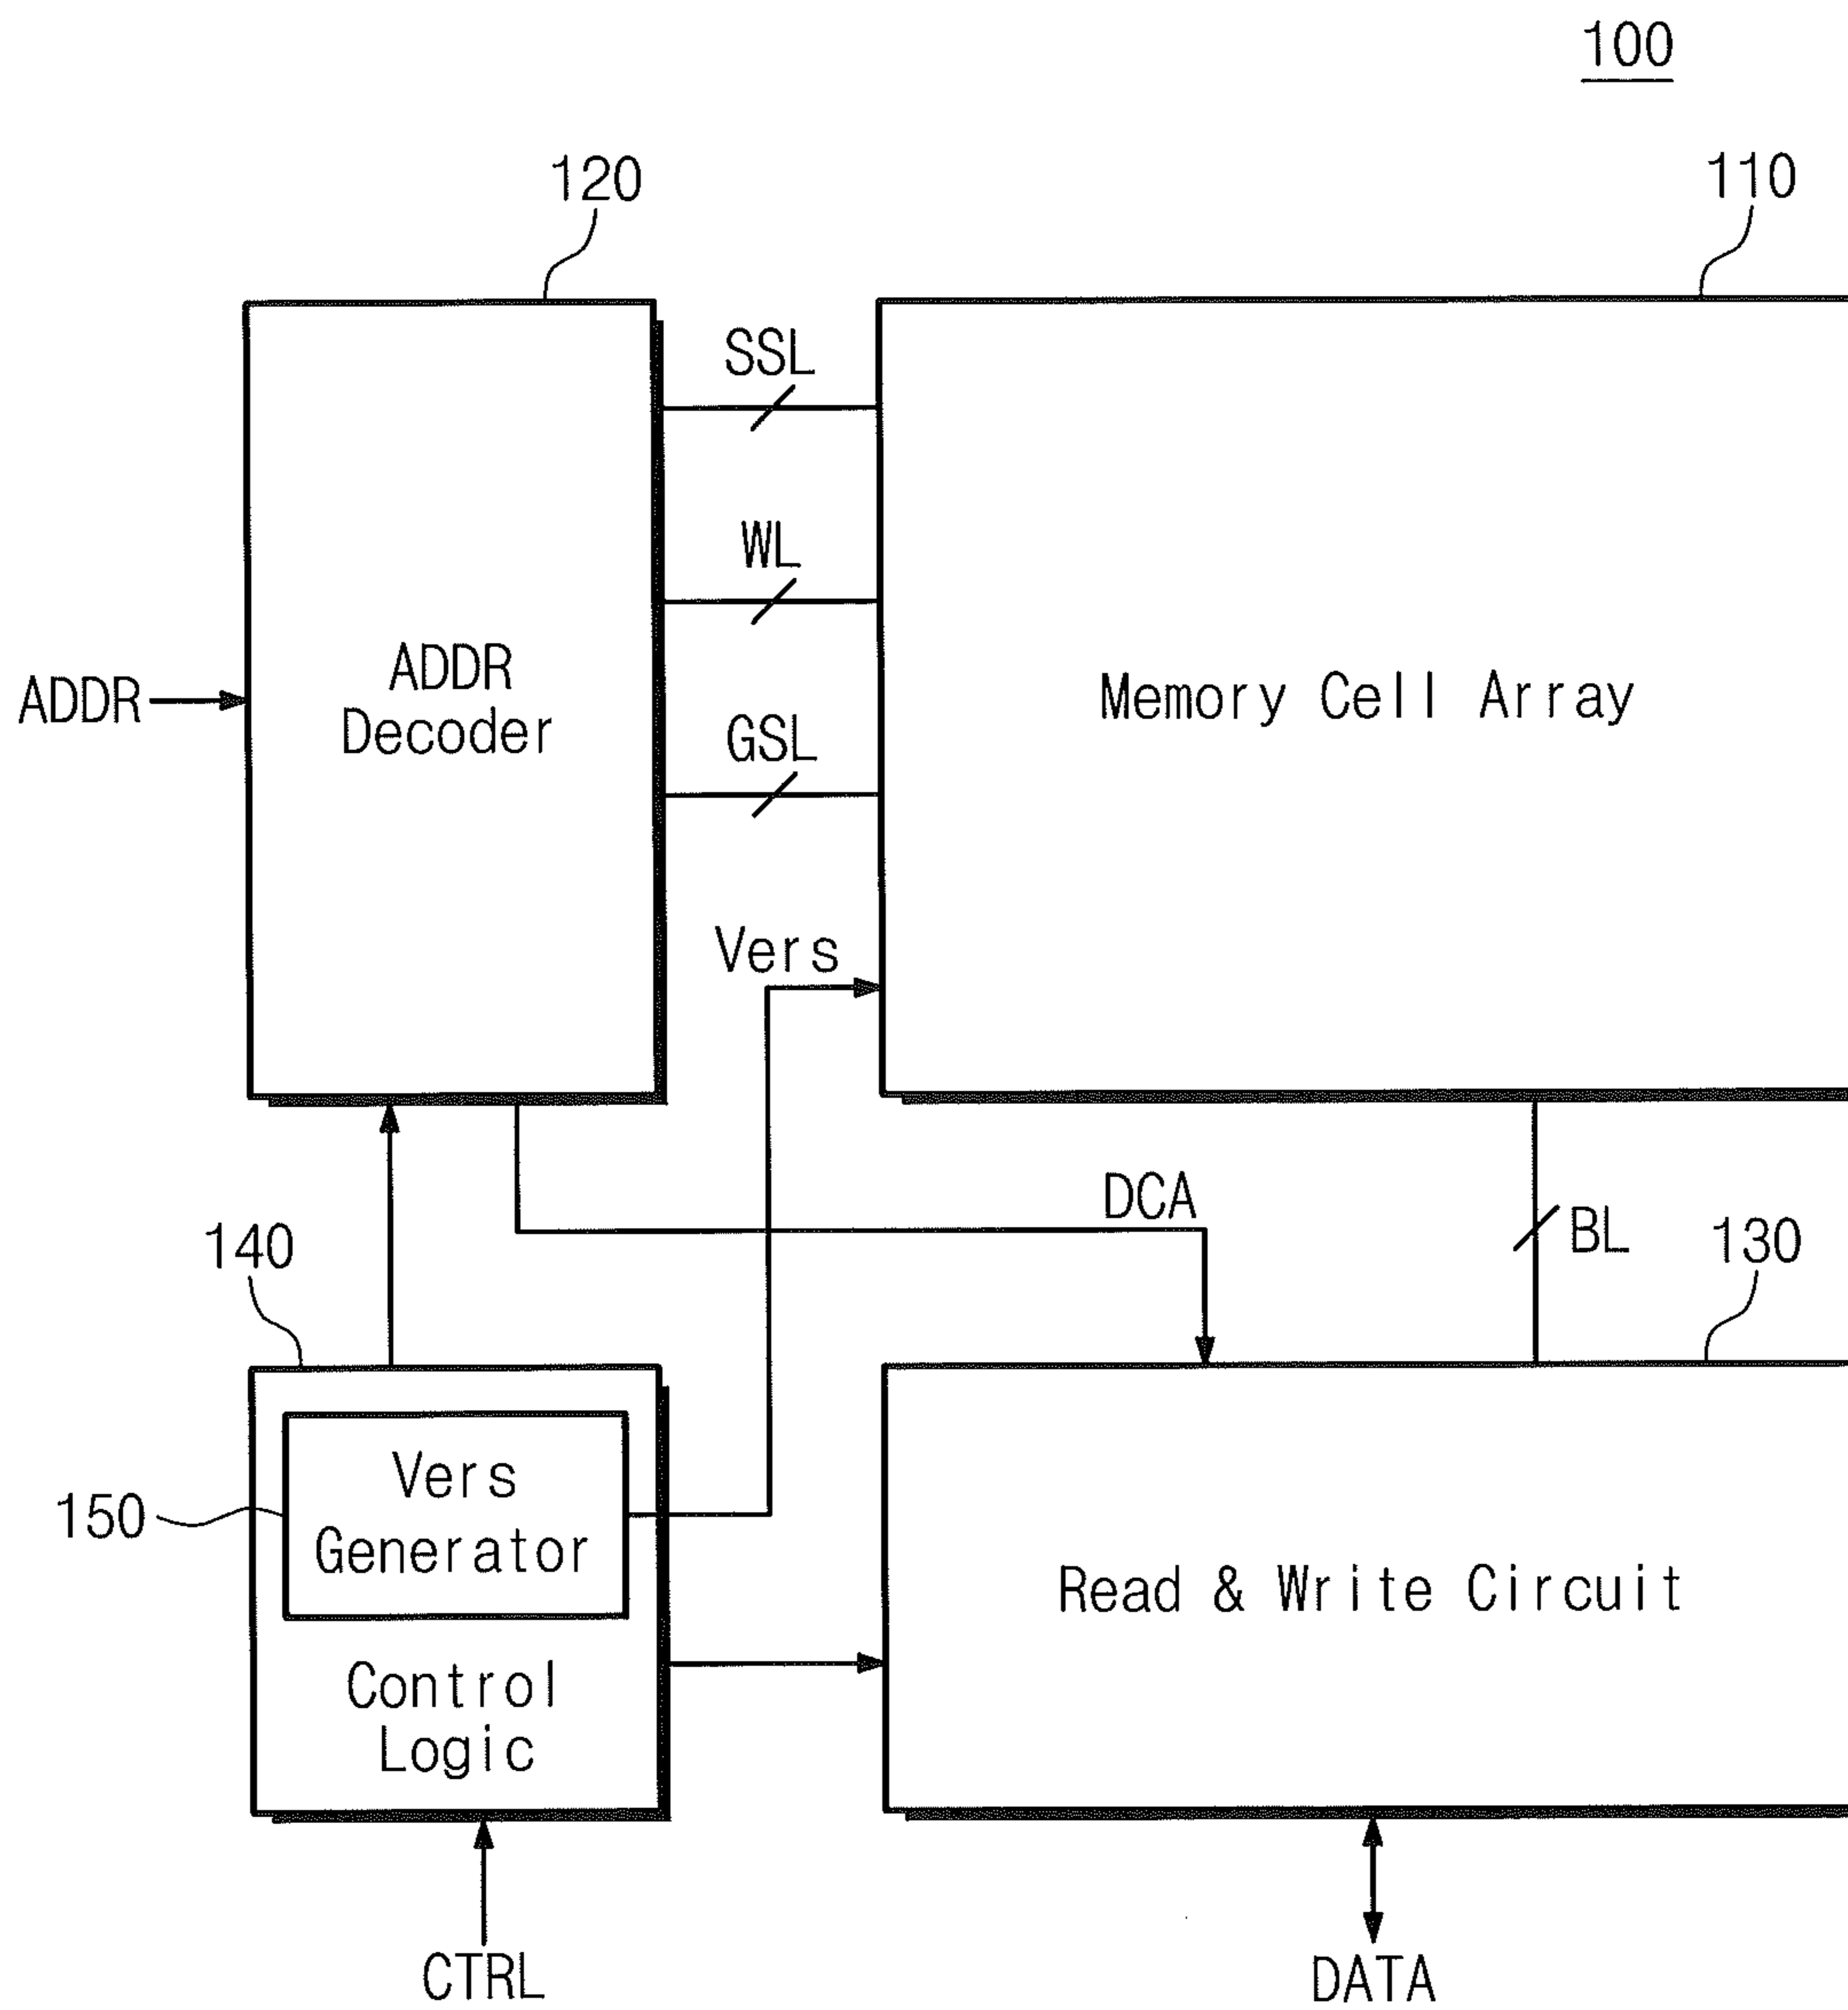 100
120
110
SSL
WL
ADDR
ADDR
Decoder
Memory Cell Array
GSL
Vers
DCA
BL
140
130
Vers
Generator
150
Read & Write Circuit
Control
Logic
CTRL
DATA